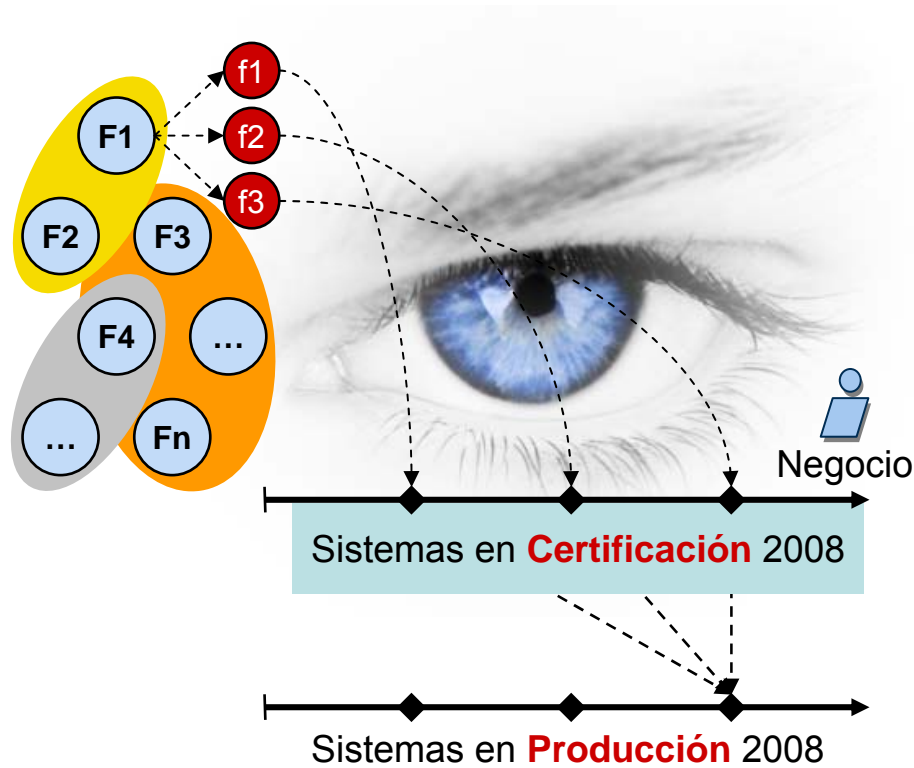 f1
F1
f2
f3
F2
F3
F4
...
...
Fn
Negocio
Sistemas en Certificación 2008
Sistemas en Producción 2008